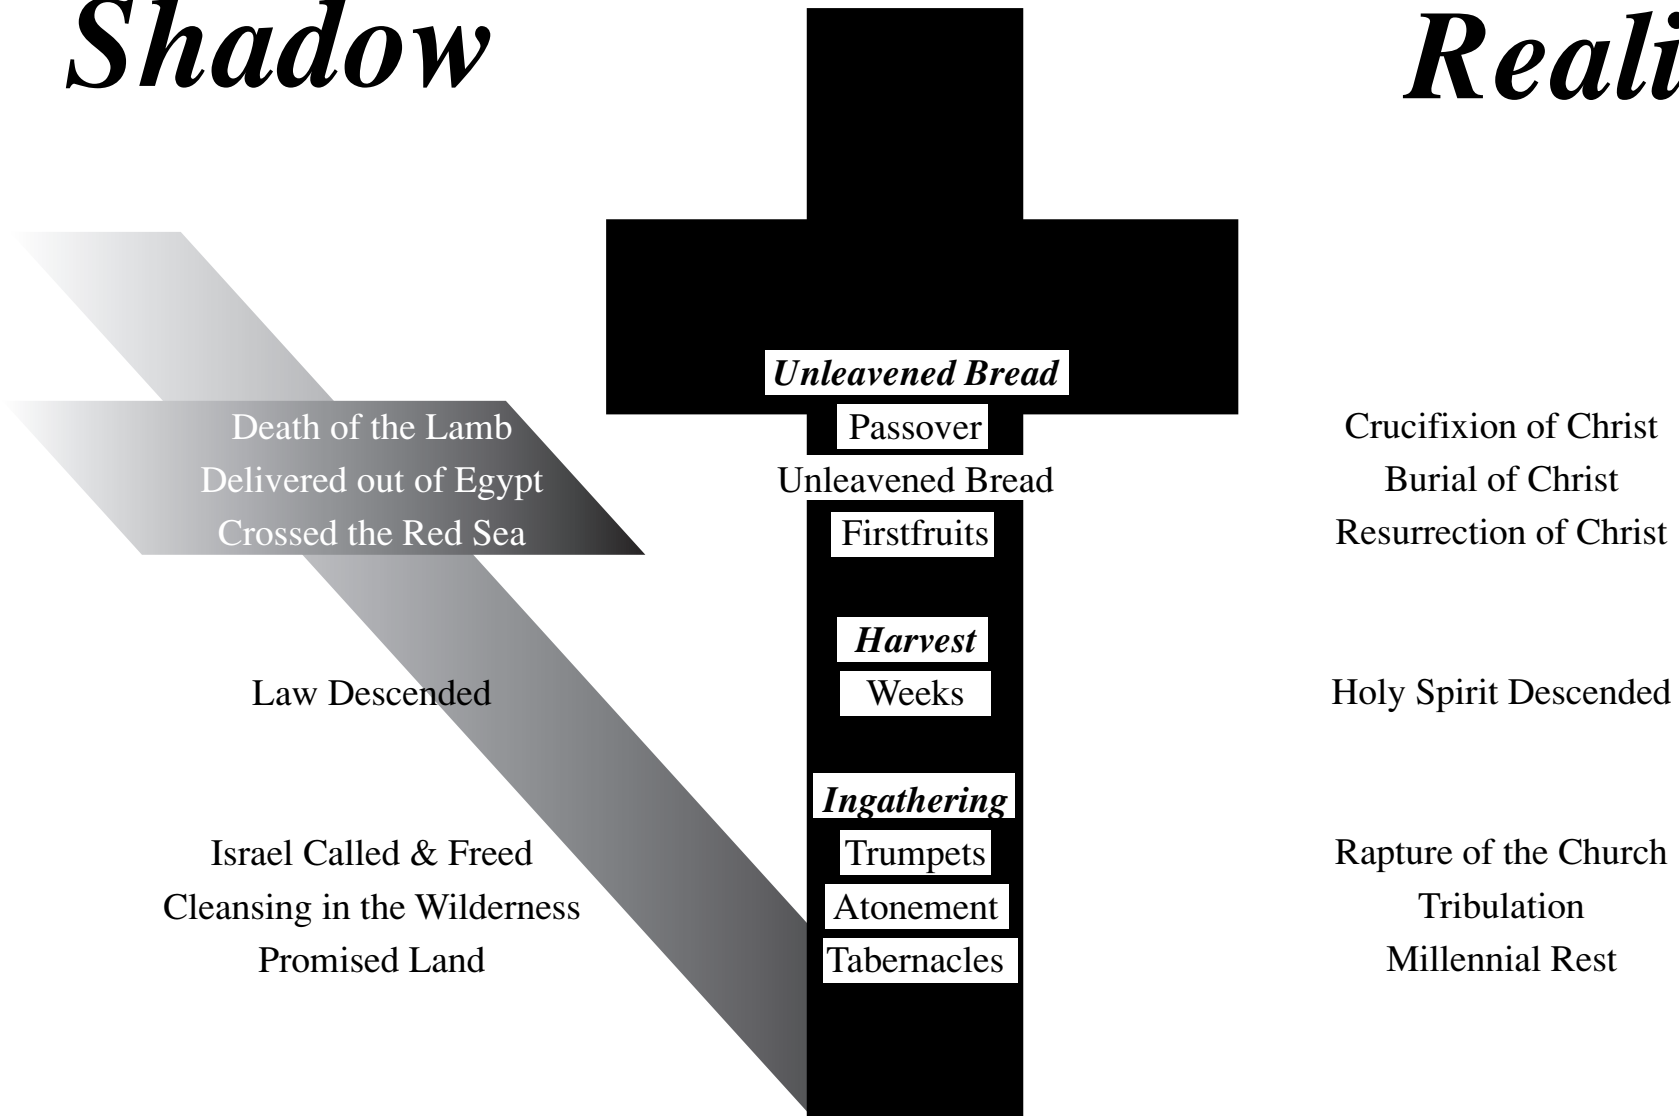 Shadow
Reali
Unleavened Bread
Death of the Lamb Passover Crucifixion of Christ
Delivered out of Egypt Unleavened Bread Burial of Christ
Crossed the Red Sea Firstfruits Resurrection of Christ
Harvest
Law Descended Weeks Holy Spirit Descended
Ingathering
Israel Called & Freed Trumpets Rapture of the Church
Cleansing in the Wilderness Atonement Tribulation
Promised Land Tabernacles Millennial Rest